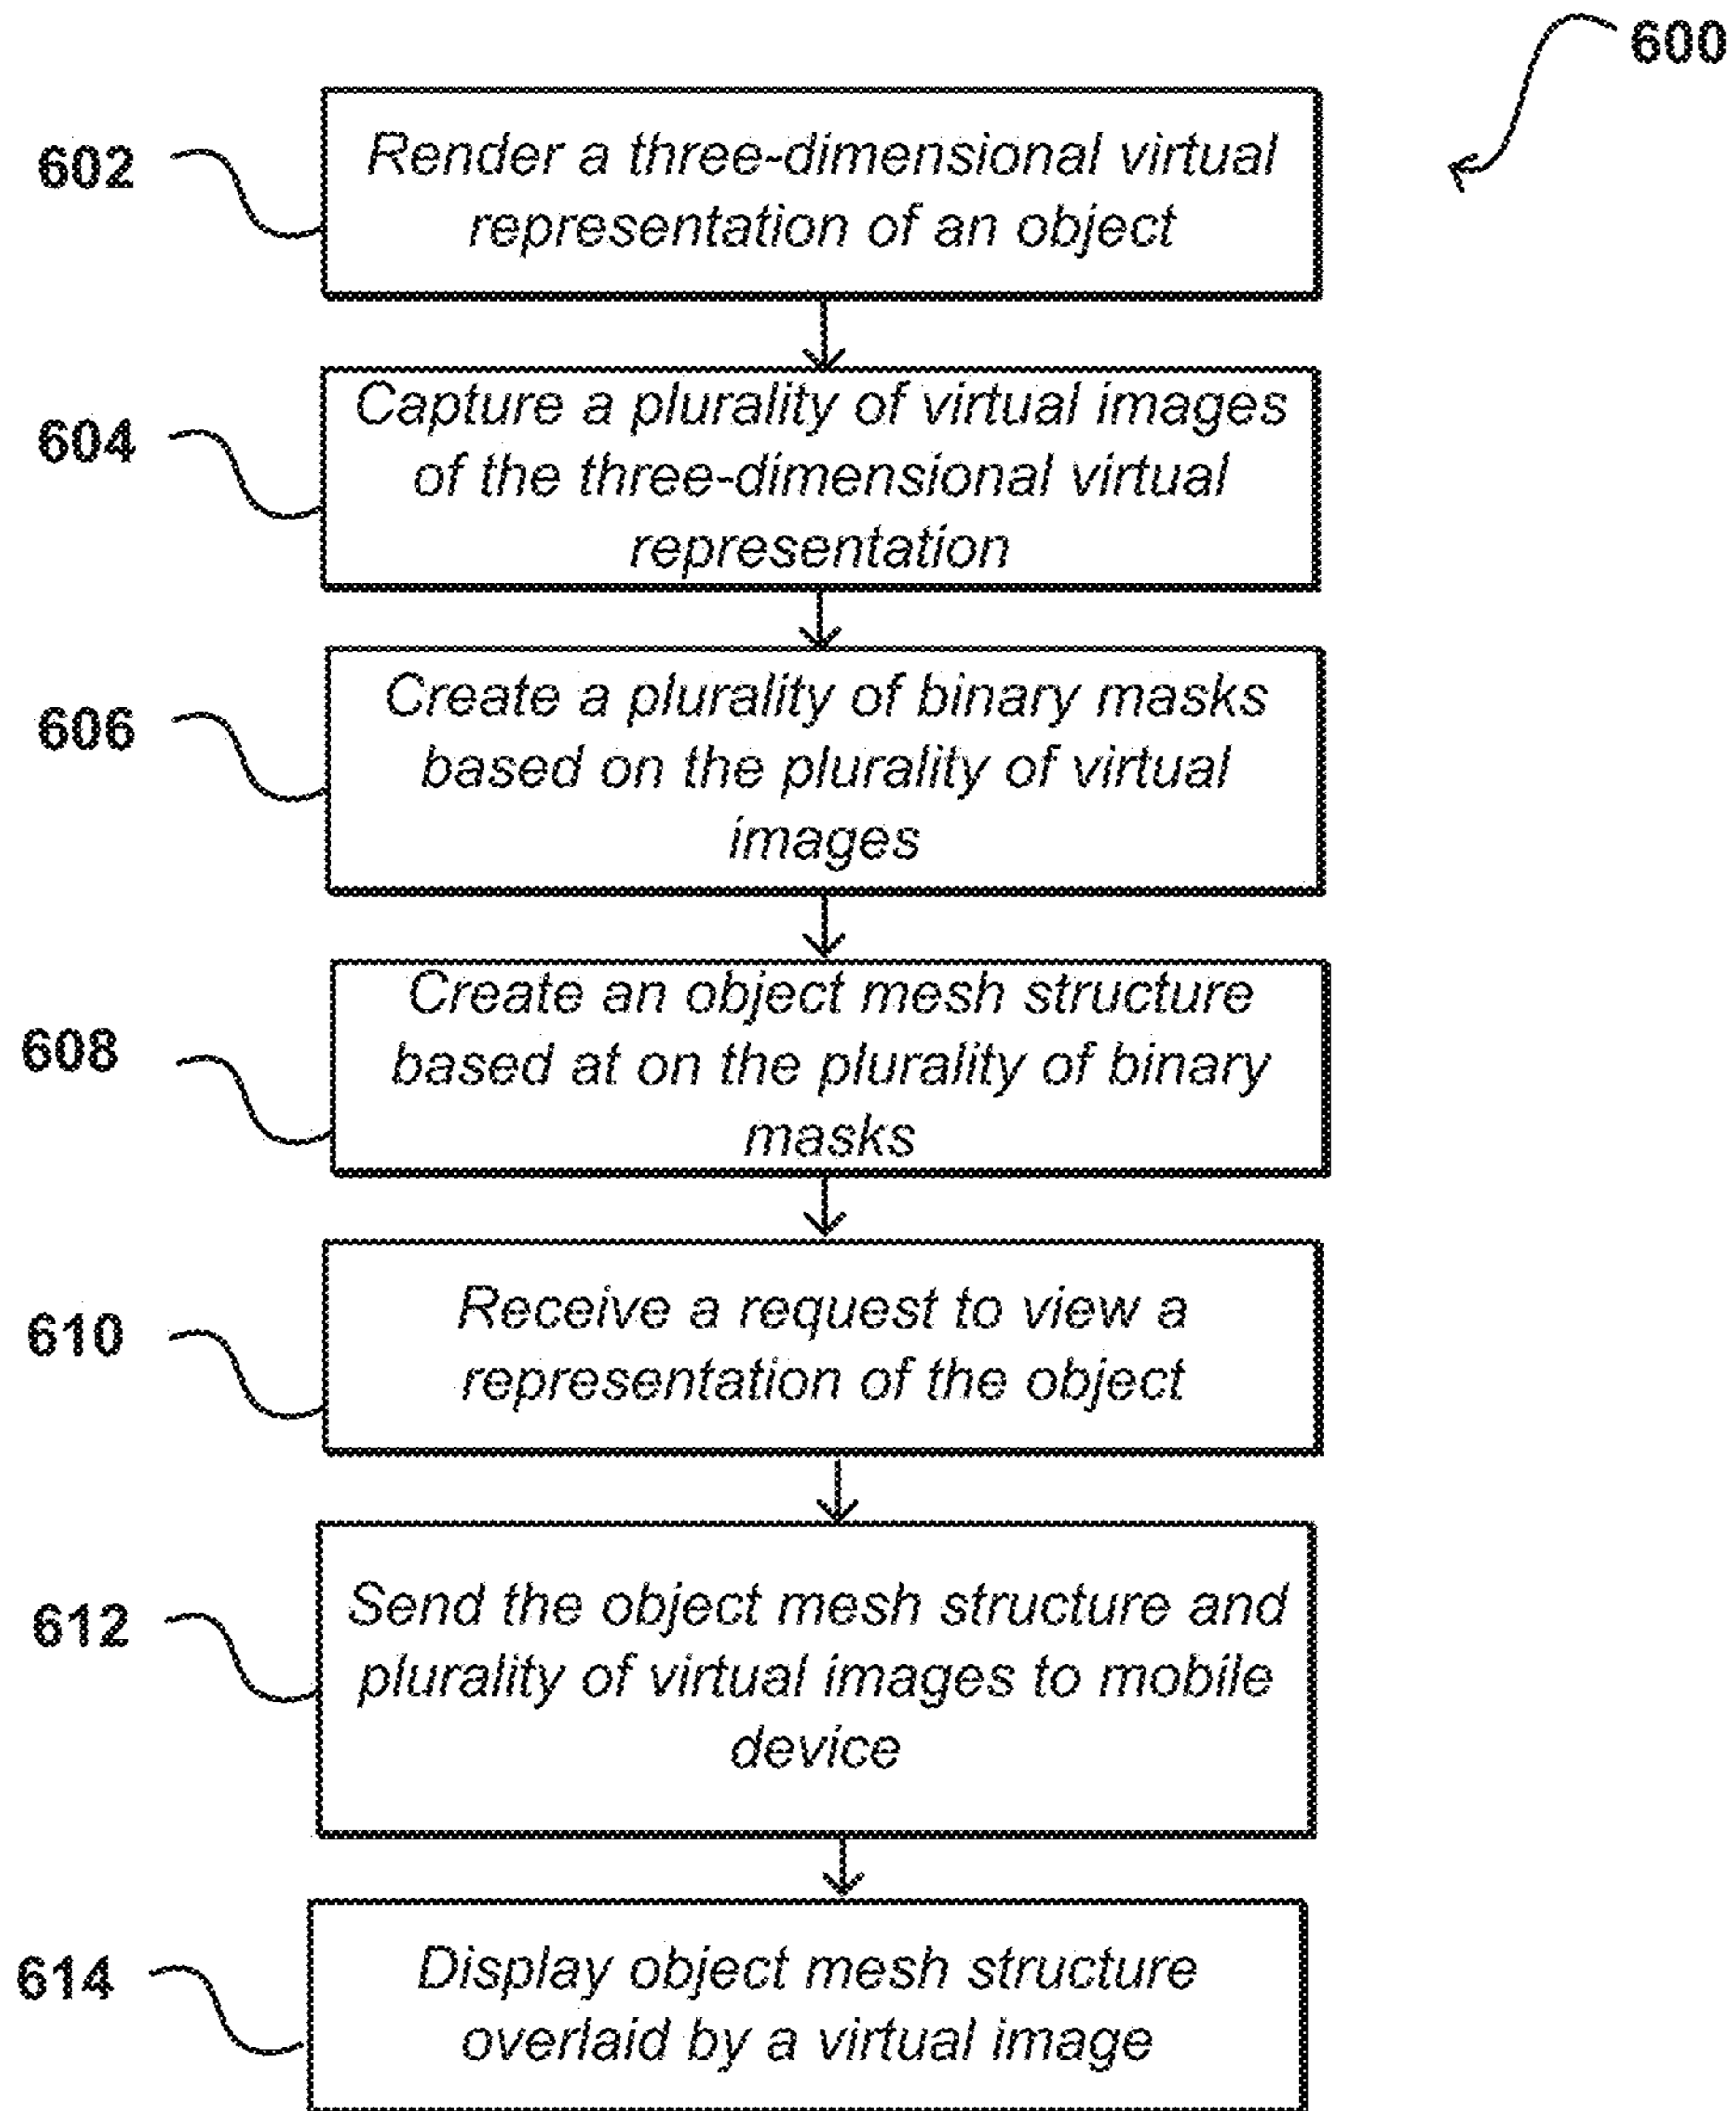 600
602
Render a three-dimensional virtual
representation of an object
604
Capture a plurality of virtual images
of the three-dimensional virtual
representation
606
Create a plurality of binary masks
based on the plurality of virtual
images
608
Create an object mesh structure
based at on the plurality of binary
masks
610
Receive a request to view a
representation of the object
612
Send the object mesh structure and
plurality of virtual images to mobile
device
614
Display object mesh structure
overlaid by a virtual image